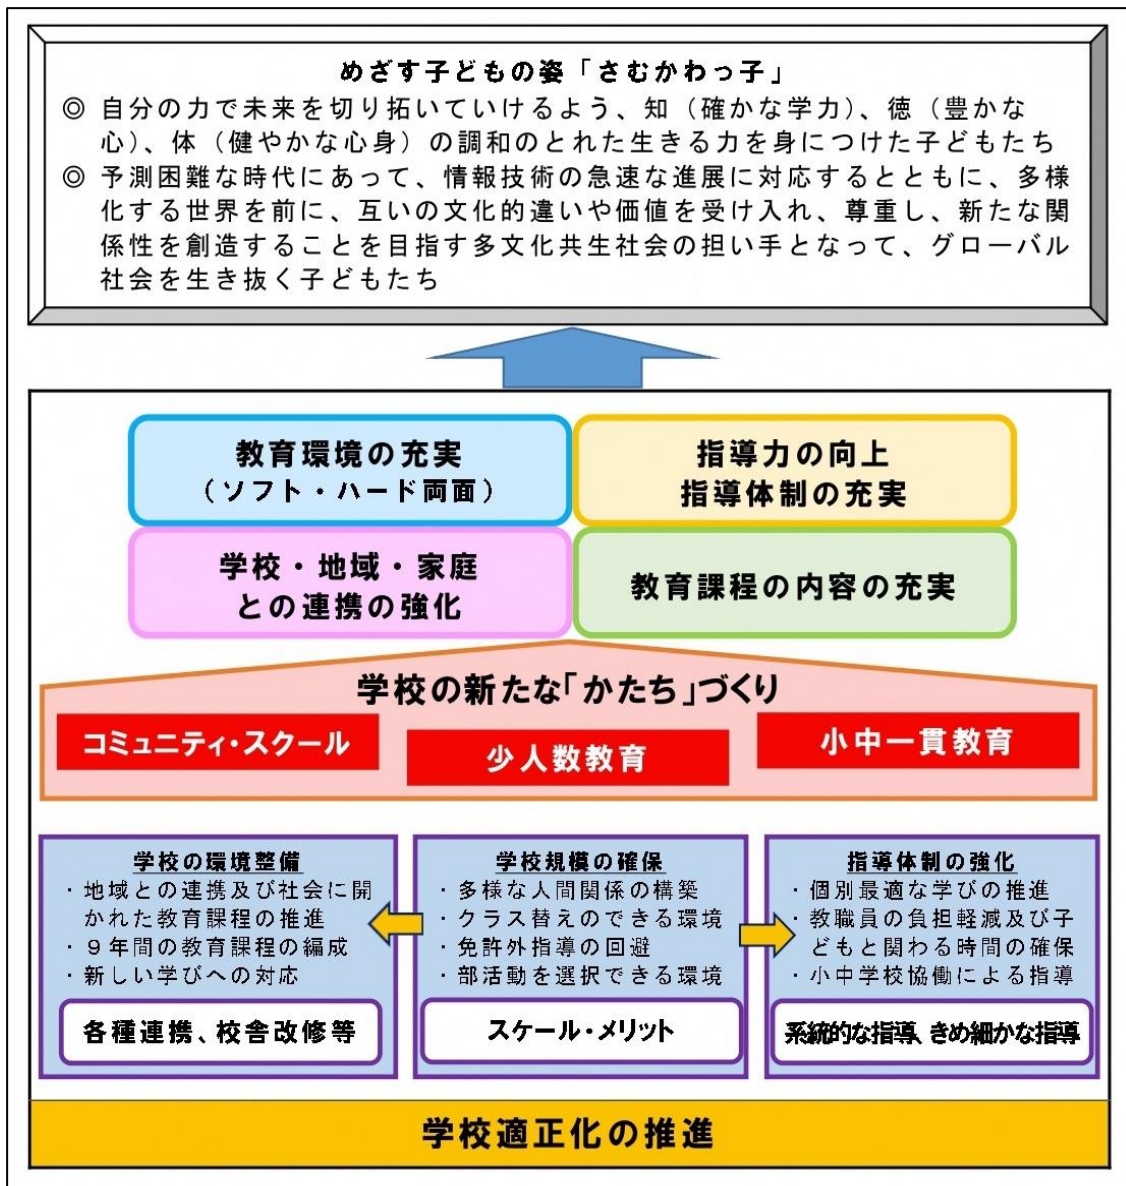 めざす子どもの姿「さむかわっ子」
◎ 自分の力で未来を切り拓いていけるよう、知（確かな学力）、徳（豊かな
心）、体（健やかな心身）の調和のとれた生きる力を身につけた子どもたち
◎ 予測困難な時代にあって、情報技術の急速な進展に対応するとともに、多様
化する世界を前に、互いの文化的違いや価値を受け入れ、尊重し、新たな関
係性を創造することを目指す多文化共生社会の担い手となって、グローバル
社会を生き抜く子どもたち
教育環境の充実
（ソフト・ハード両面）
指導力の向上
指導体制の充実
学校・地域・家庭
との連携の強化
教育課程の内容の充実
学校の新たな「かたち」づくり
コミュニティ・スクール
少人数教育
小中一貫教育
学校の環境整備
・地域との連携及び社会に開
かれた教育課程の推進
・９年間の教育課程の編成
・新しい学びへの対応
各種連携、校舎改修等
学校規模の確保
・多様な人間関係の構築
・クラス替えのできる環境
・免許外指導の回避
・部活動を選択できる環境
スケール・メリット
指導体制の強化
・個別最適な学びの推進
・教職員の負担軽減及び子
どもと関わる時間の確保
・小中学校協働による指導
系統的な指導、きめ細かな指導
学校適正化の推進